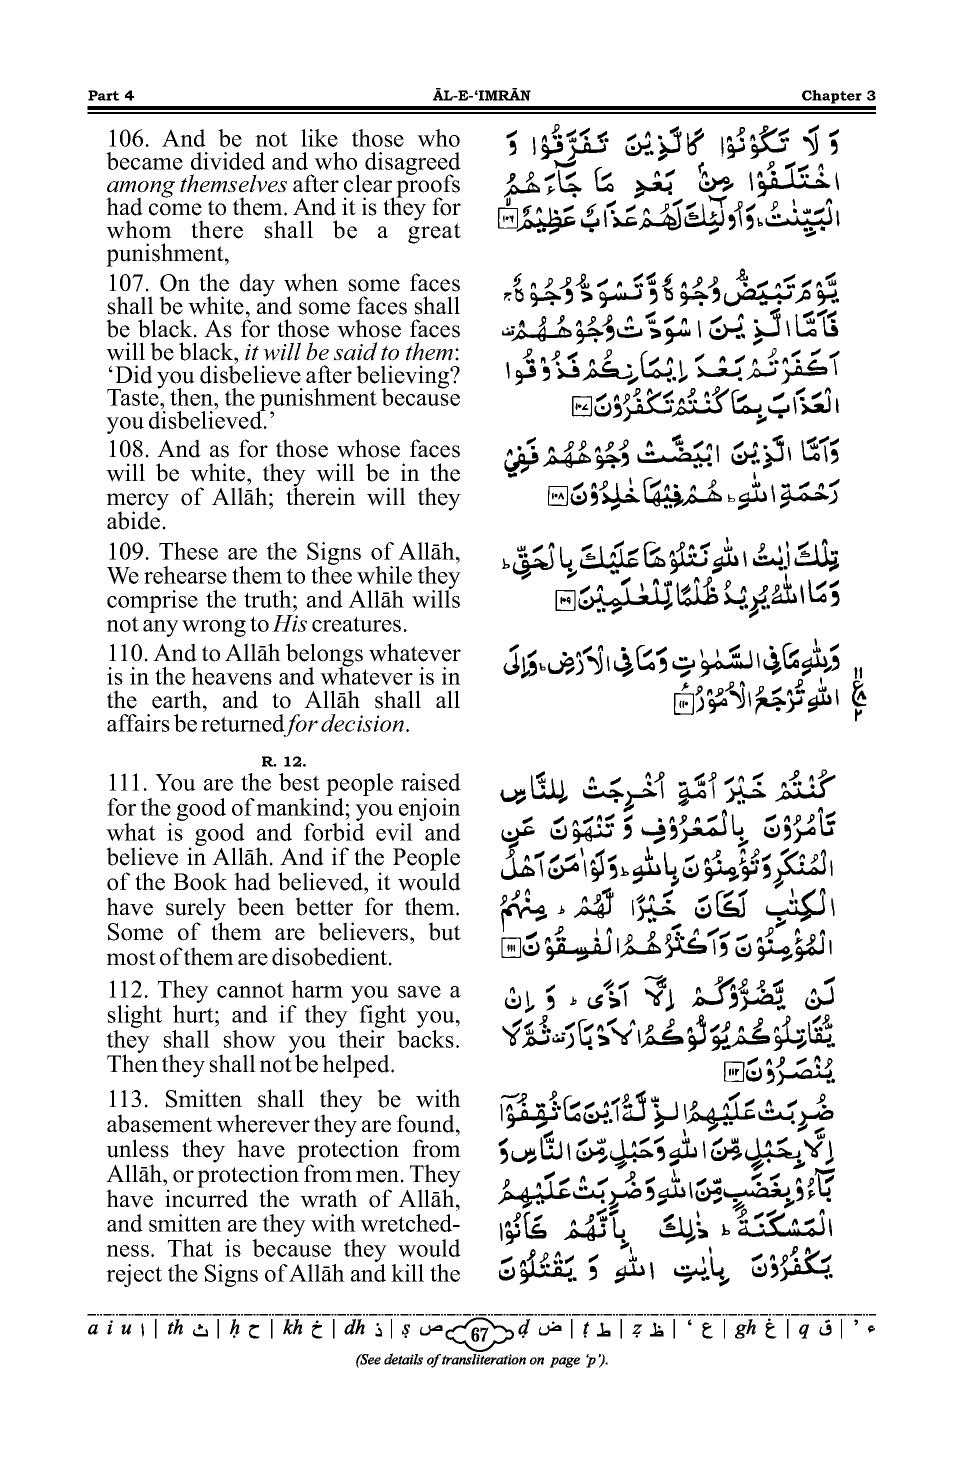 Part 4 ĀL-E-‘IMRĀN Chapter 3
106. And be not like those who
became divided and who disagreed
among themselves after clear proofs
had come to them. And it is they for
whom there shall be a great
punishment,
107. On the day when some faces
shall be white, and some faces shall
be black. As for those whose faces
will be black, it will be said to them:
‘Did you disbelieve after believing?
Taste, then, the punishment because
you disbelieved.’
108. And as for those whose faces
will be white, they will be in the
mercy of Allāh; therein will they
abide.
109. These are the Signs of Allāh,
We rehearse them to thee while they
comprise the truth; and Allāh wills
not any wrong to His creatures.
110. And to Allāh belongs whatever
is in the heavens and whatever is in
the earth, and to Allāh shall all
affairs be returned for decision.
R. 12.
111. You are the best people raised
for the good of mankind; you enjoin
what is good and forbid evil and
believe in Allāh. And if the People
of the Book had believed, it would
have surely been better for them.
Some of them are believers, but
most of them are disobedient.
112. They cannot harm you save a
slight hurt; and if they fight you,
they shall show you their backs.
Then they shall not be helped.
113. Smitten shall they be with
abasement wherever they are found,
unless they have protection from
Allāh, or protection from men. They
have incurred the wrath of Allāh,
and smitten are they with wretched-
ness. That is because they would
reject the Signs of Allāh and kill the
وَ لَا تَكُوْنُوْا كَالَّذِيْنَ تَفَرَّقُوْا وَ
اخْتَلَفُوْا مِنْۢ بَعْدِ مَا جَآءَهُمُ
الْبَيِّنٰتُ ؕ وَاُولٰٓئِكَ لَهُمْ عَذَابٌ عَظِيْمٌ ۙ‏﴿۱۰۶﴾
يَّوْمَ تَبْيَضُّ وُجُوْهٌ وَّتَسْوَدُّ وُجُوْهٌ ۚ
فَاَمَّا الَّذِيْنَ اسْوَدَّتْ وُجُوْهُهُمْ ۟
اَكَفَرْتُمْ بَعْدَ اِيْمَانِكُمْ فَذُوْقُوا
الْعَذَابَ بِمَا كُنْتُمْ تَكْفُرُوْنَ ﴿۱۰۷﴾
وَاَمَّا الَّذِيْنَ ابْيَضَّتْ وُجُوْهُهُمْ فَفِيْ
رَحْمَةِ اللّٰهِ ؕ هُمْ فِيْهَا خٰلِدُوْنَ ﴿۱۰۸﴾
تِلْكَ اٰيٰتُ اللّٰهِ نَتْلُوْهَا عَلَيْكَ بِالْحَقِّ ؕ
وَمَا اللّٰهُ يُرِيْدُ ظُلْمًا لِّلْعٰلَمِيْنَ ﴿۱۰۹﴾
وَلِلّٰهِ مَا فِي السَّمٰوٰتِ وَمَا فِي الْاَرْضِ ؕ وَاِلَى
اللّٰهِ تُرْجَعُ الْاُمُوْرُ ﴿۱۱۰﴾
كُنْتُمْ خَيْرَ اُمَّةٍ اُخْرِجَتْ لِلنَّاسِ
تَاْمُرُوْنَ بِالْمَعْرُوْفِ وَ تَنْهَوْنَ عَنِ
الْمُنْكَرِ وَتُؤْمِنُوْنَ بِاللّٰهِ ؕ وَلَوْ اٰمَنَ اَهْلُ
الْكِتٰبِ لَكَانَ خَيْرًا لَّهُمْ ؕ مِنْهُمُ
الْمُؤْمِنُوْنَ وَاَكْثَرُهُمُ الْفٰسِقُوْنَ ﴿۱۱۱﴾
لَنْ يَّضُرُّوْكُمْ اِلَّاۤ اَذًى ؕ وَ اِنْ
يُّقَاتِلُوْكُمْ يُوَلُّوْكُمُ الْاَدْبَارَ ۟ ثُمَّ لَا
يُنْصَرُوْنَ ﴿۱۱۲﴾
ضُرِبَتْ عَلَيْهِمُ الذِّلَّةُ اَيْنَ مَا ثُقِفُوْۤا
اِلَّا بِحَبْلٍ مِّنَ اللّٰهِ وَحَبْلٍ مِّنَ النَّاسِ وَ
بَآءُوْ بِغَضَبٍ مِّنَ اللّٰهِ وَضُرِبَتْ عَلَيْهِمُ
الْمَسْكَنَةُ ؕ ذٰلِكَ بِاَنَّهُمْ كَانُوْا
يَكْفُرُوْنَ بِاٰيٰتِ اللّٰهِ وَ يَقْتُلُوْنَ
a i u ا | th ث | ḥ ح | kh خ | dh ذ | ṣ ص 67 ḍ ض | ṭ ط | ẓ ظ | ‘ ع | gh غ | q ق | ’ ء
(See details of transliteration on page ‘p’).